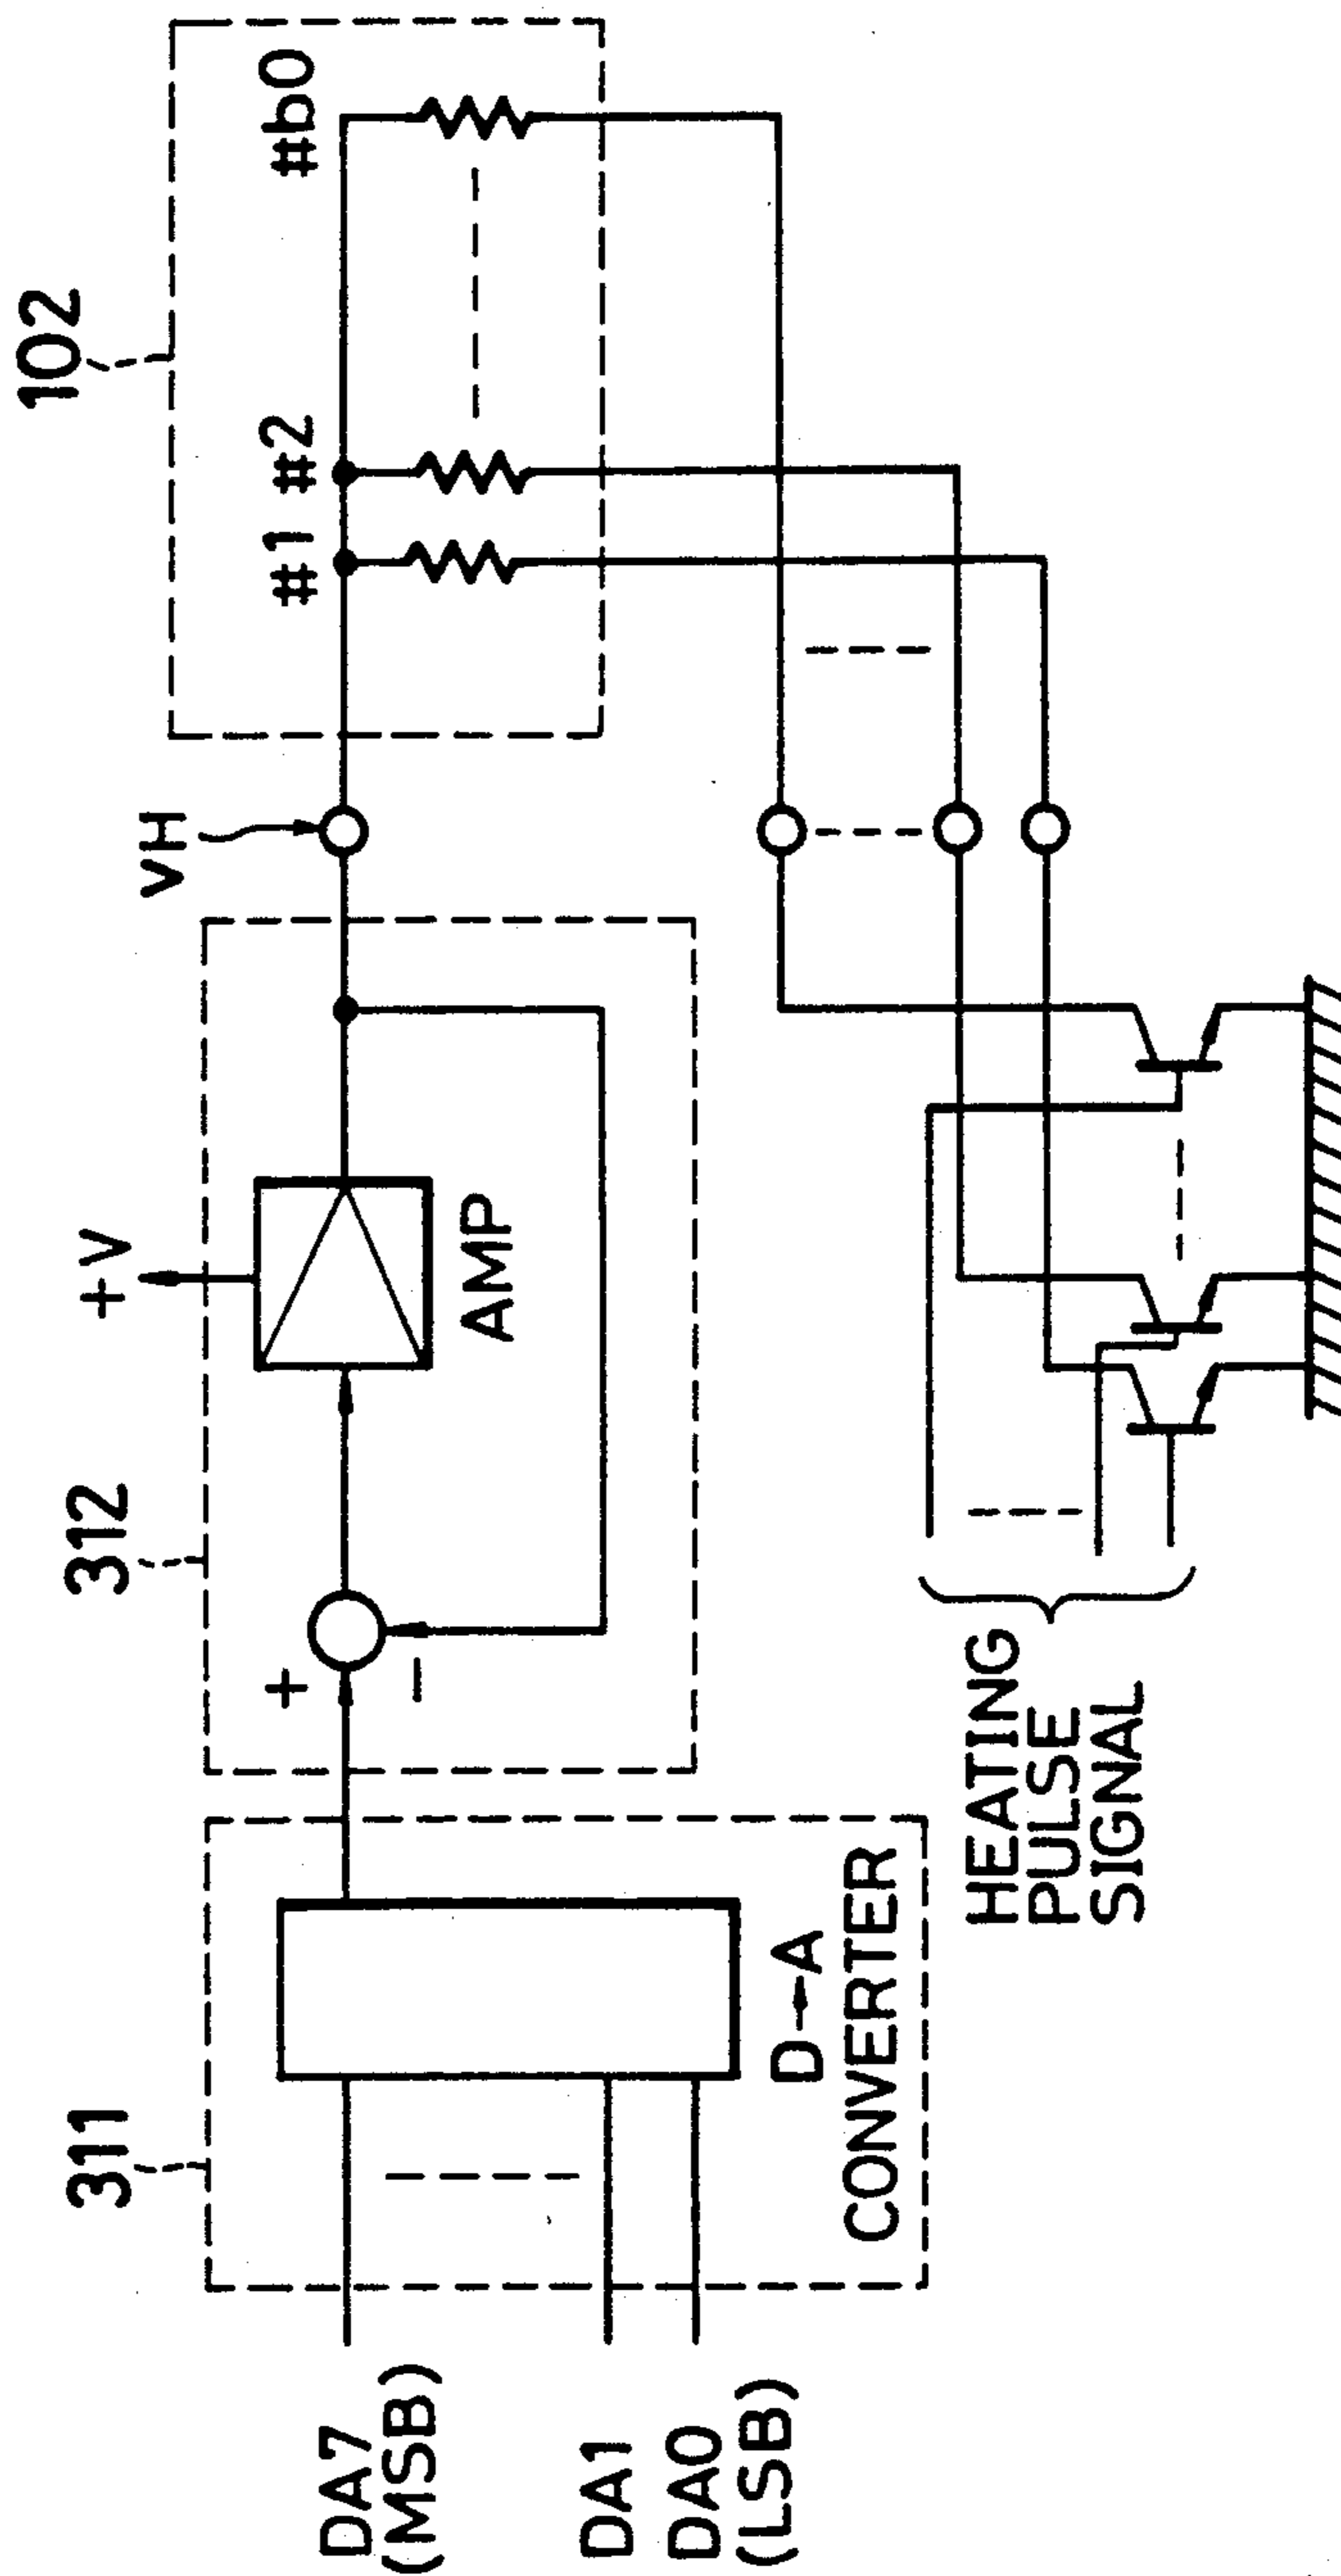 102
#1
#2
#b0
VH
312
+V
AMP
+
−
311
D→A
CONVERTER
DA7
(MSB)
DA1
DA0
(LSB)
HEATING
PULSE
SIGNAL